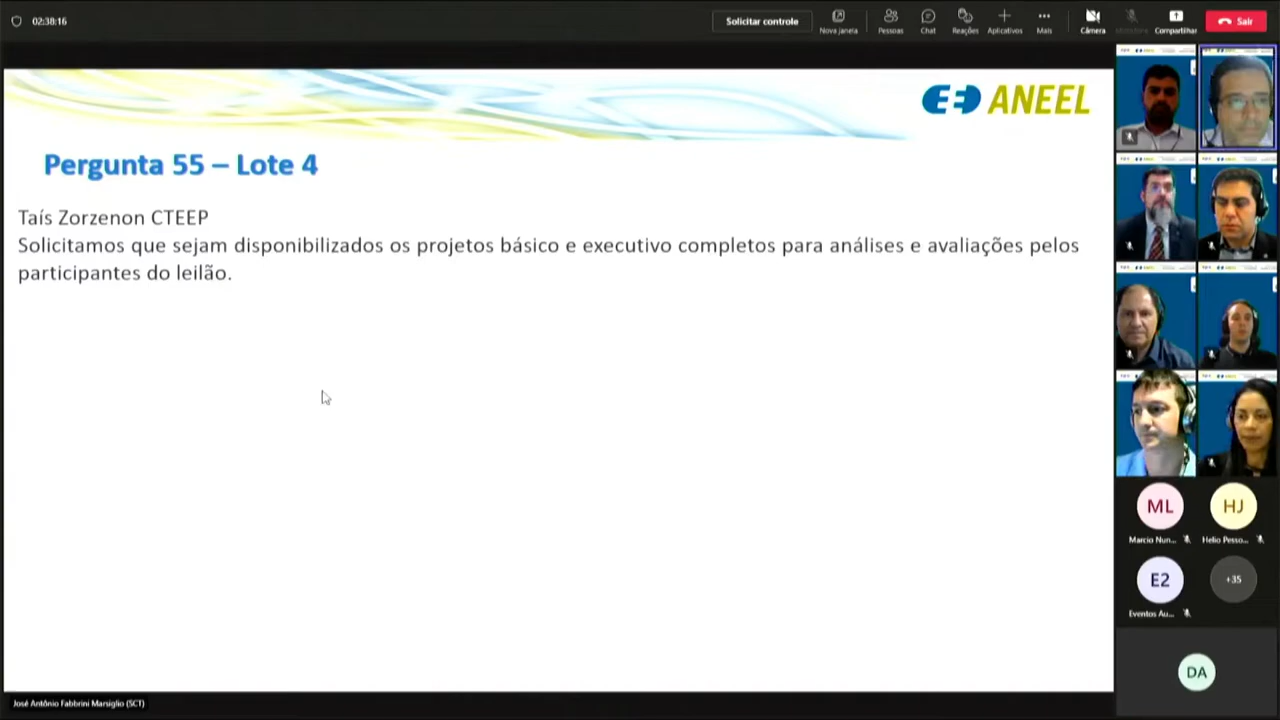 02:38:16
Solicitar controle
Nova janela
Pessoas
Chat
Reações
Aplicativos
Mais
Câmera
Compartilhar
Sair
ANEEL
Pergunta 55 – Lote 4
Taís Zorzenon CTEEP
Solicitamos que sejam disponibilizados os projetos básico e executivo completos para análises e avaliações pelos
participantes do leilão.
ML
HJ
Marcio Nun...
Helio Pesso...
E2
+35
Eventos Au...
DA
José Antônio Fabbrini Marsiglio (SCT)